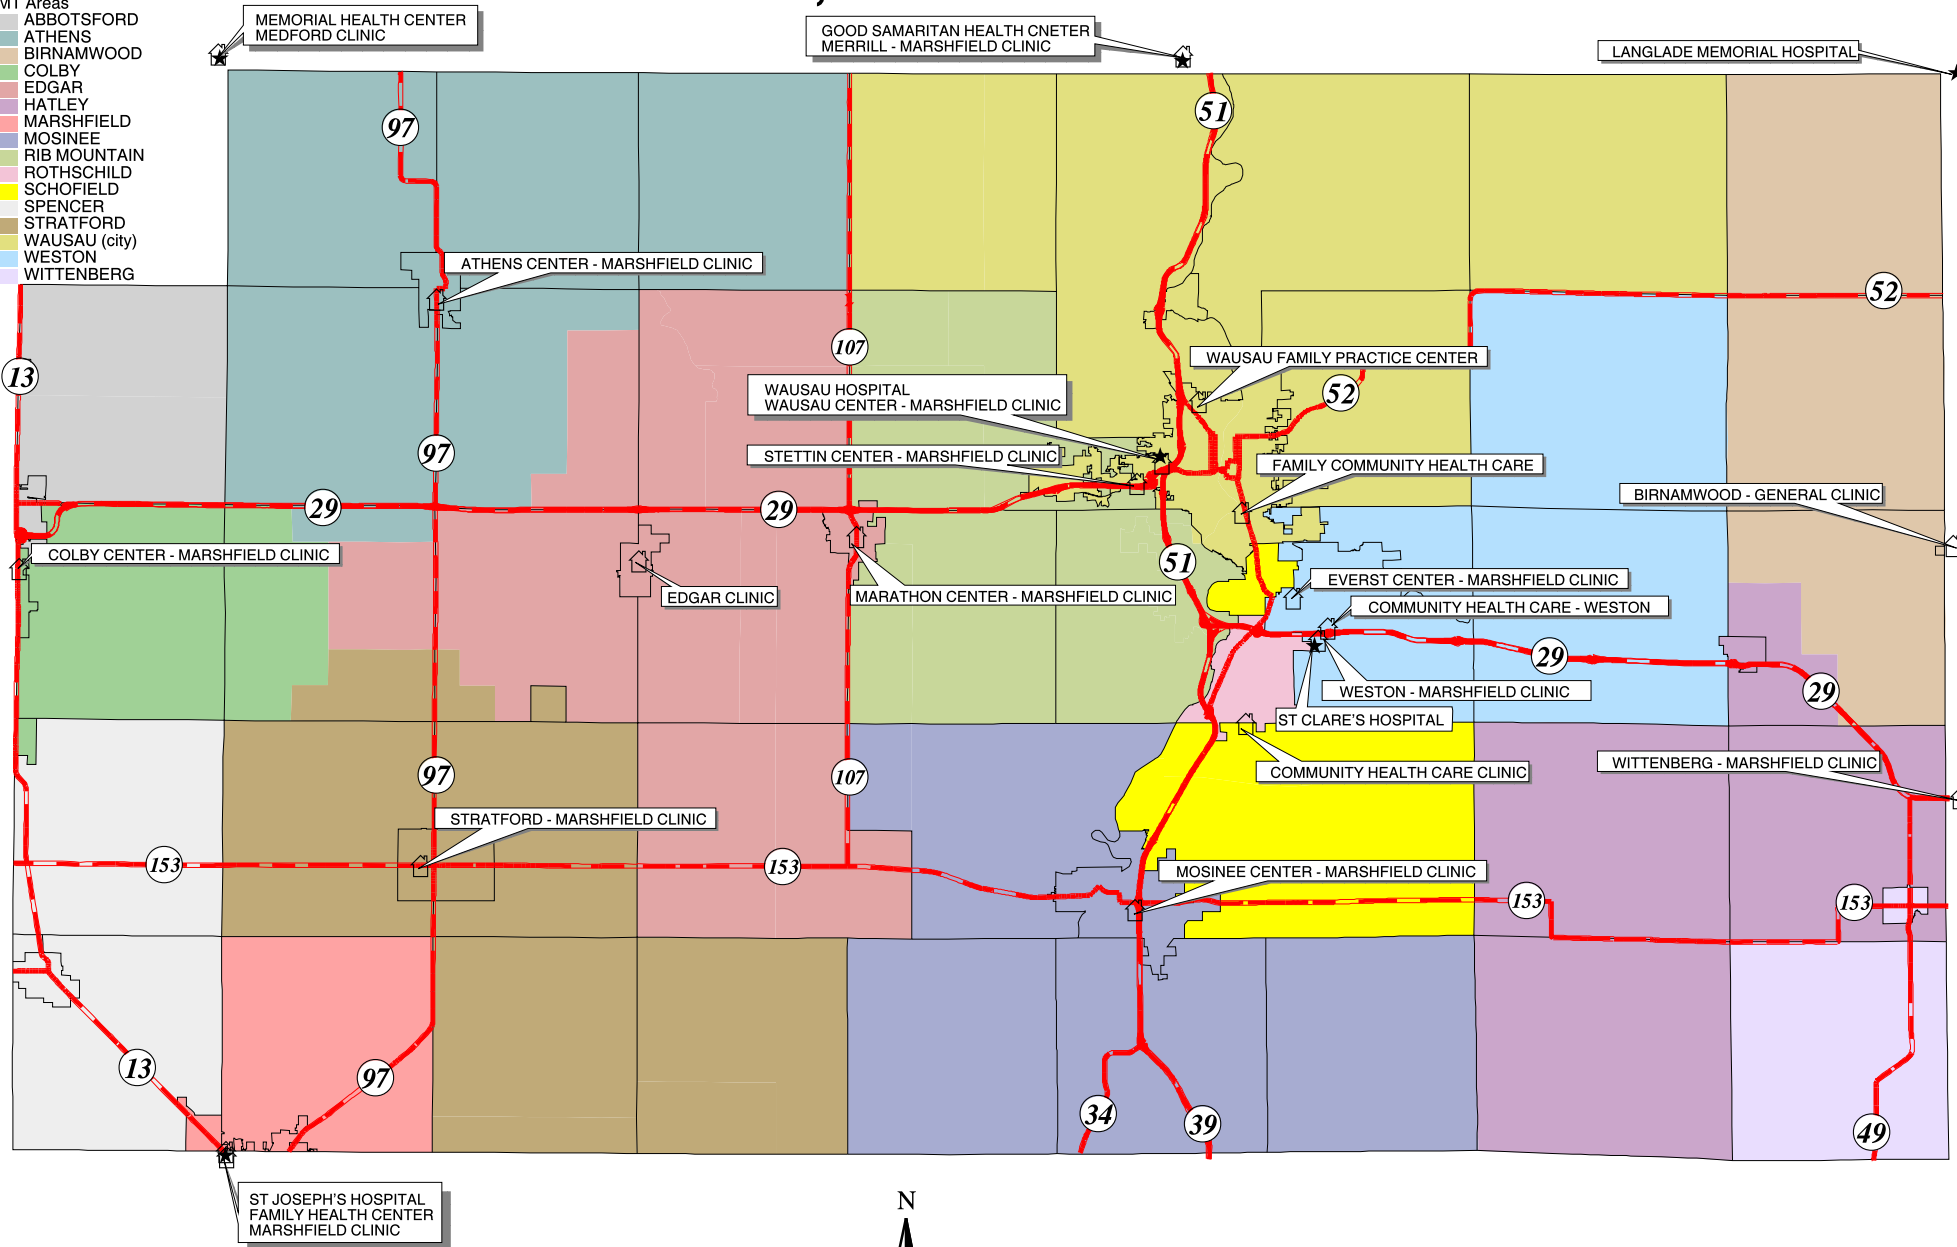 MT Areas
ABBOTSFORD
ATHENS
BIRNAMWOOD
COLBY
EDGAR
HATLEY
MARSHFIELD
MOSINEE
RIB MOUNTAIN
ROTHSCHILD
SCHOFIELD
SPENCER
STRATFORD
WAUSAU (city)
WESTON
WITTENBERG
MEMORIAL HEALTH CENTER
MEDFORD CLINIC
GOOD SAMARITAN HEALTH CNETER
MERRILL - MARSHFIELD CLINIC
LANGLADE MEMORIAL HOSPITAL
97
51
ATHENS CENTER - MARSHFIELD CLINIC
52
13
107
WAUSAU FAMILY PRACTICE CENTER
WAUSAU HOSPITAL
WAUSAU CENTER - MARSHFIELD CLINIC
52
97
STETTIN CENTER - MARSHFIELD CLINIC
FAMILY COMMUNITY HEALTH CARE
BIRNAMWOOD - GENERAL CLINIC
29
29
COLBY CENTER - MARSHFIELD CLINIC
51
EVERST CENTER - MARSHFIELD CLINIC
EDGAR CLINIC
MARATHON CENTER - MARSHFIELD CLINIC
COMMUNITY HEALTH CARE - WESTON
29
WESTON - MARSHFIELD CLINIC
29
ST CLARE'S HOSPITAL
WITTENBERG - MARSHFIELD CLINIC
97
107
COMMUNITY HEALTH CARE CLINIC
STRATFORD - MARSHFIELD CLINIC
153
153
MOSINEE CENTER - MARSHFIELD CLINIC
153
153
13
97
34
39
49
ST JOSEPH'S HOSPITAL
FAMILY HEALTH CENTER
MARSHFIELD CLINIC
N